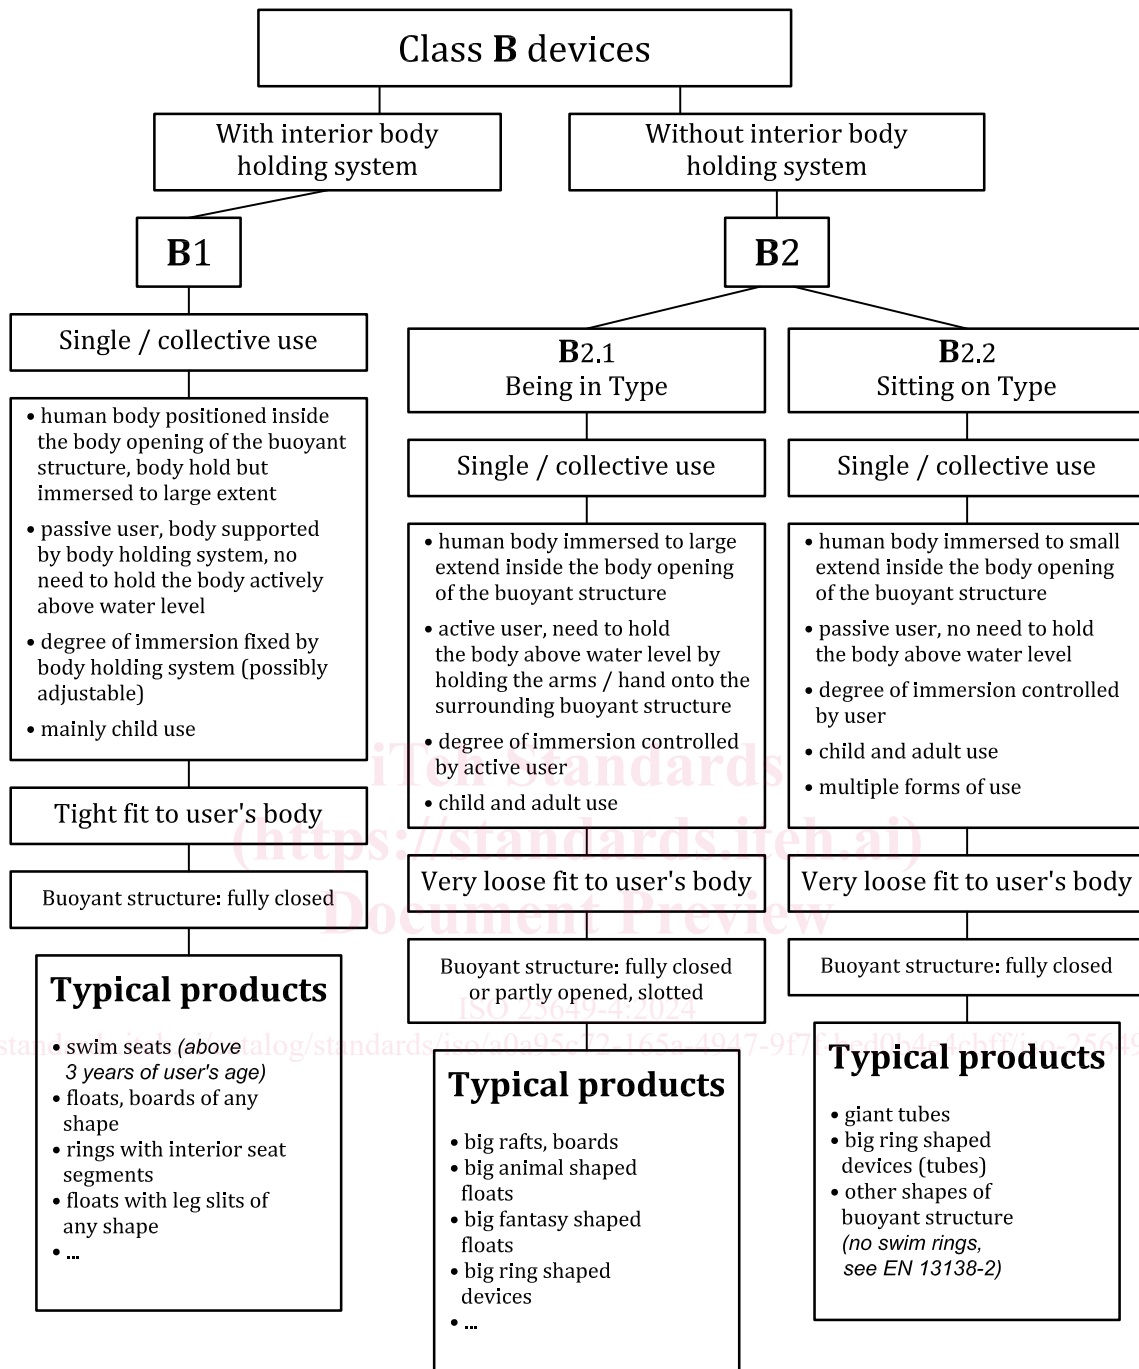 Class B devices
With interior body
holding system
Without interior body
holding system
B1
B2
Single / collective use
• human body positioned inside
the body opening of the buoyant
structure, body hold but
immersed to large extent
• passive user, body supported
by body holding system, no
need to hold the body actively
above water level
• degree of immersion fixed by
body holding system (possibly
adjustable)
• mainly child use
Tight fit to user's body
Buoyant structure: fully closed
Typical products
• swim seats (above
3 years of user's age)
• floats, boards of any
shape
• rings with interior seat
segments
• floats with leg slits of
any shape
• ...
B2.1
Being in Type
Single / collective use
• human body immersed to large
extend inside the body opening
of the buoyant structure
• active user, need to hold
the body above water level by
holding the arms / hand onto the
surrounding buoyant structure
• degree of immersion controlled
by active user
• child and adult use
Very loose fit to user's body
Buoyant structure: fully closed
or partly opened, slotted
Typical products
• big rafts, boards
• big animal shaped
floats
• big fantasy shaped
floats
• big ring shaped
devices
• ...
B2.2
Sitting on Type
Single / collective use
• human body immersed to small
extend inside the body opening
of the buoyant structure
• passive user, no need to hold
the body above water level
• degree of immersion controlled
by user
• child and adult use
• multiple forms of use
Very loose fit to user's body
Buoyant structure: fully closed
Typical products
• giant tubes
• big ring shaped
devices (tubes)
• other shapes of
buoyant structure
(no swim rings,
see EN 13138-2)
iTeh Standards
(https://standards.iteh.ai)
Document Preview
ISO 25649-4:2024